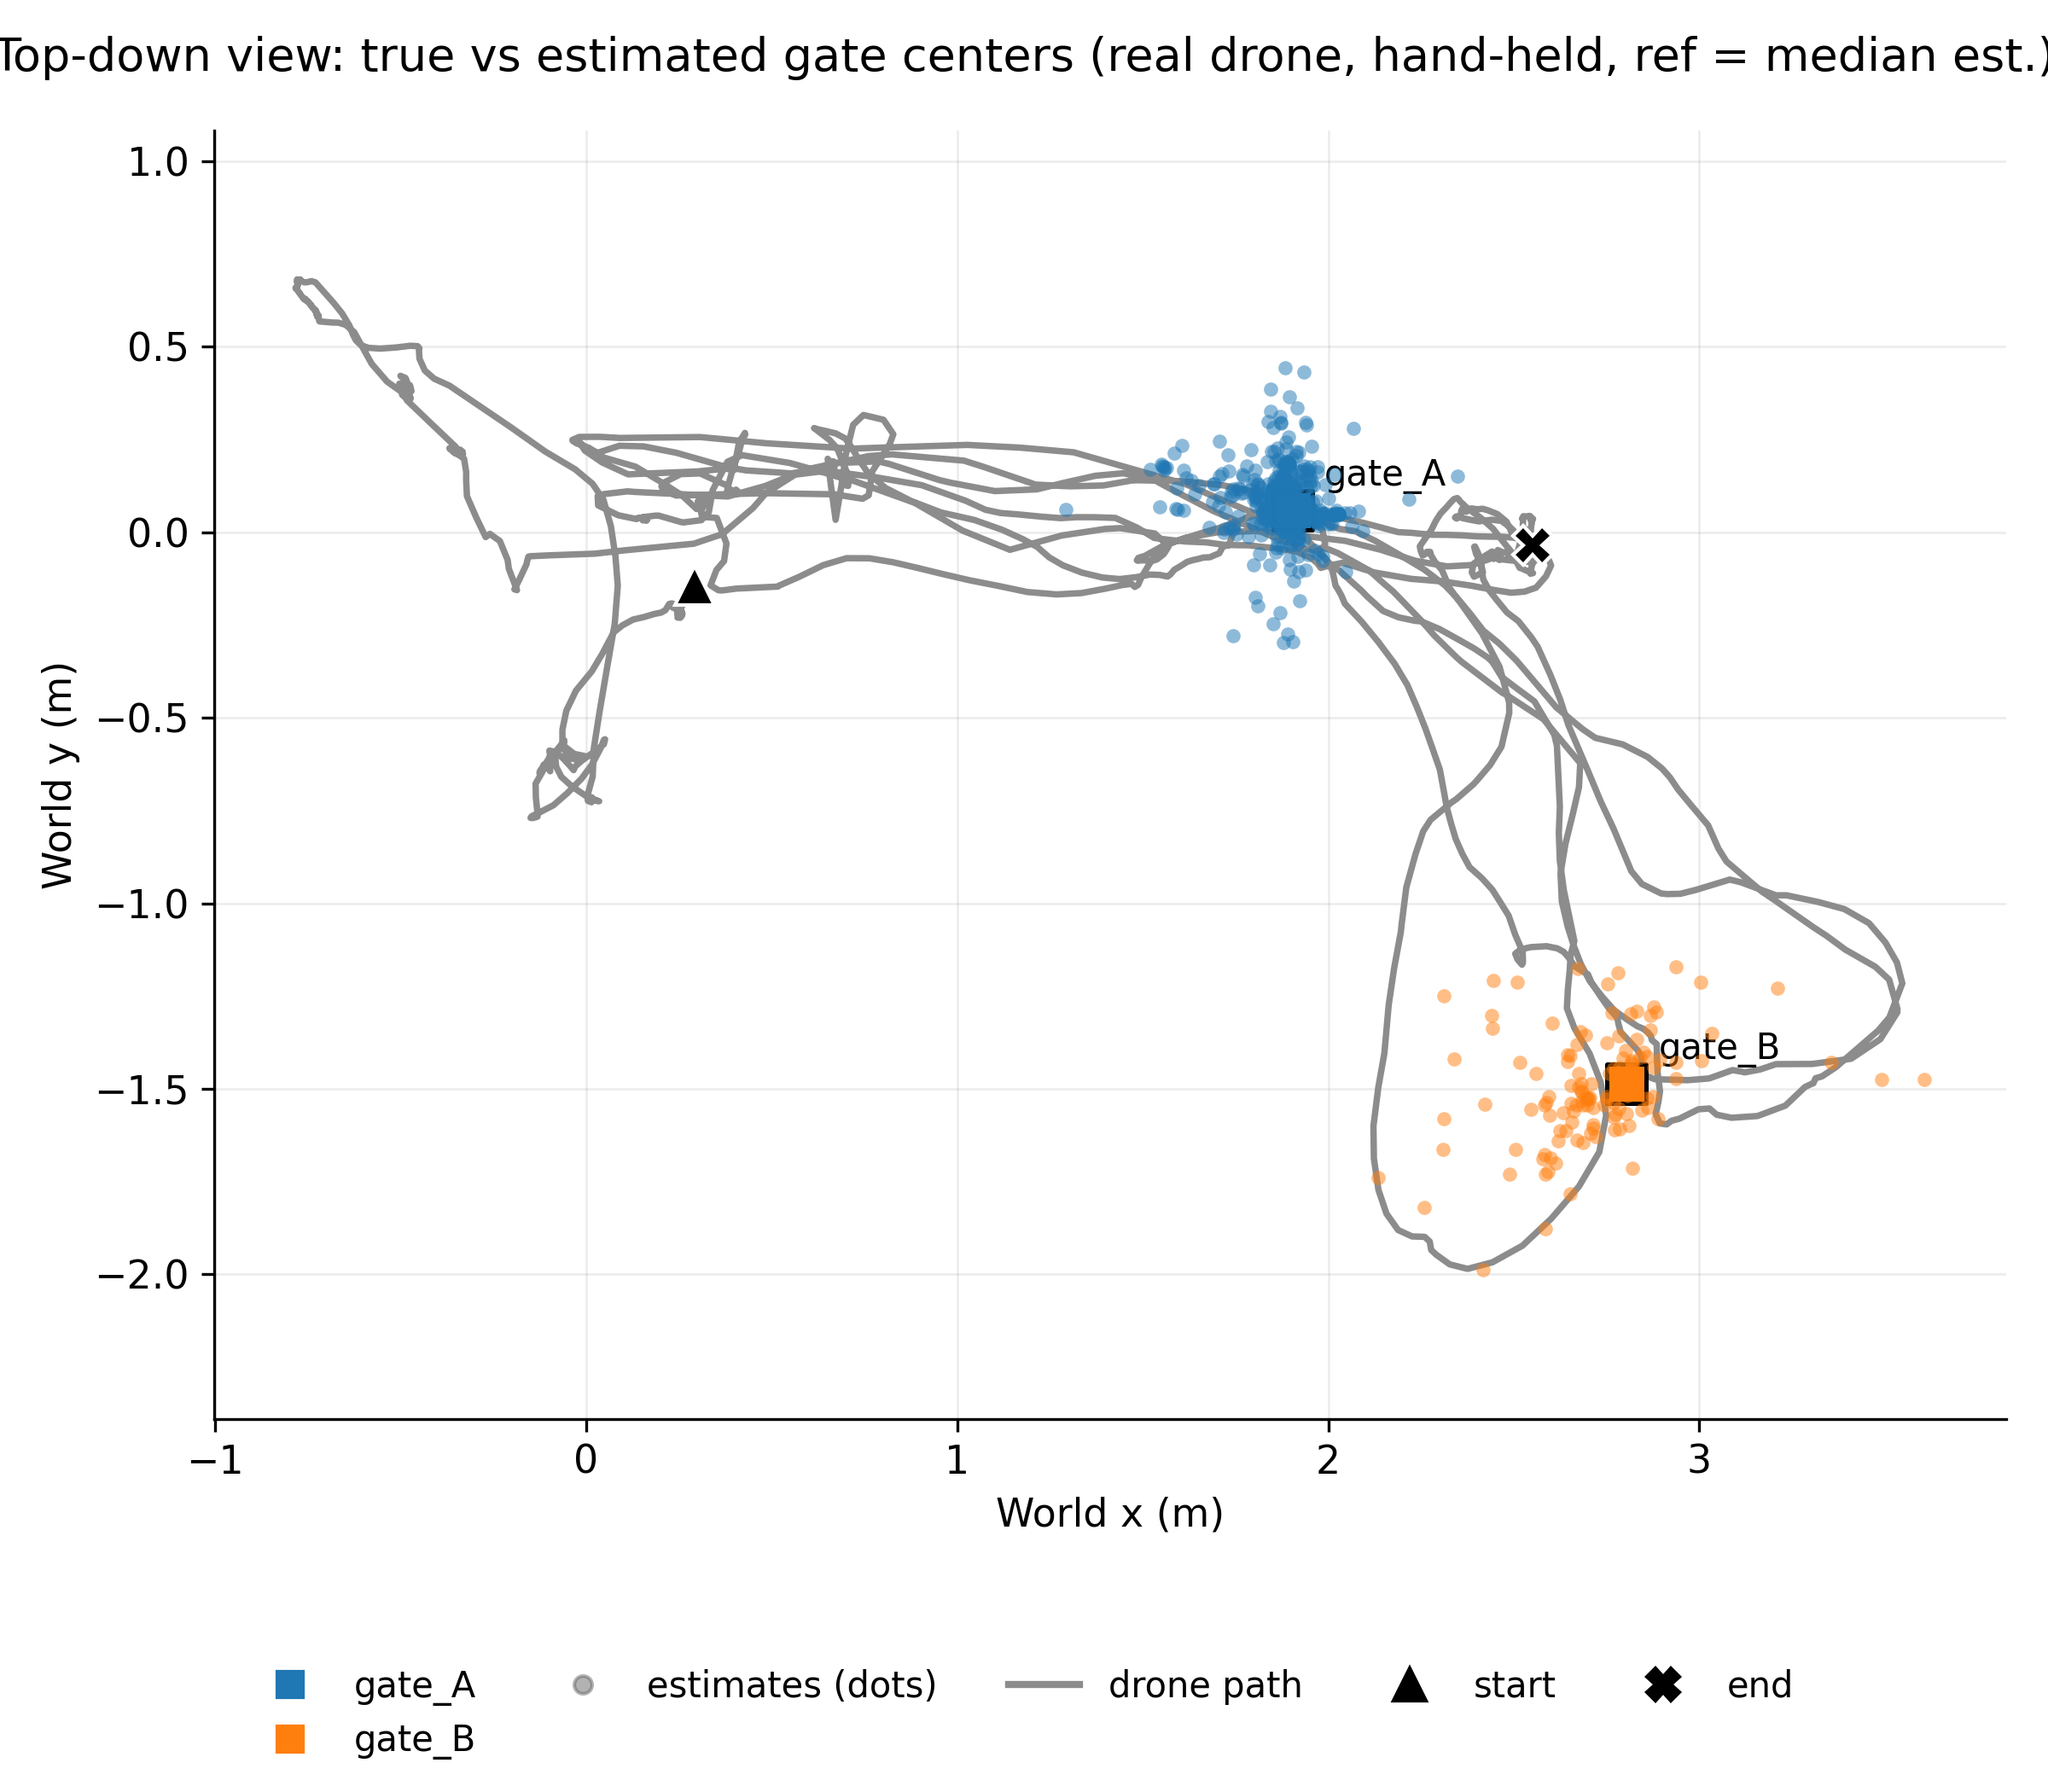 Top-down view: true vs estimated gate centers (real drone, hand-held, ref = median est.)
1.0
0.5
0.0
−0.5
−1.0
−1.5
−2.0
World y (m)
gate_A
gate_B
−1
0
1
2
3
World x (m)
gate_A
estimates (dots)
drone path
start
end
gate_B